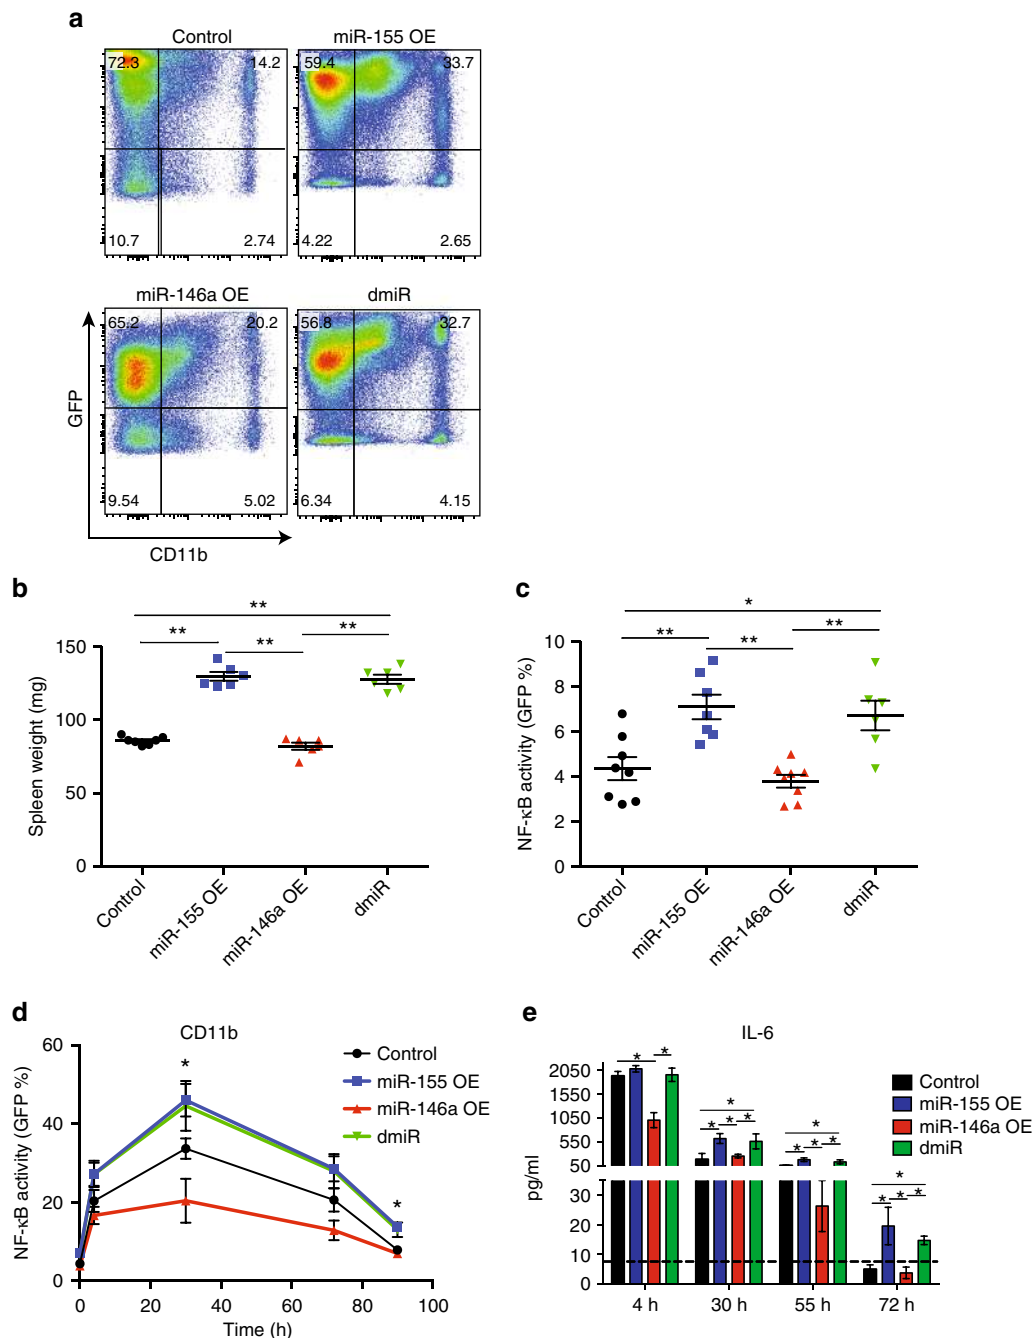 a
Control
miR-155 OE
72.3
14.2
59.4
33.7
10.7
2.74
4.22
2.65
miR-146a OE
dmiR
65.2
20.2
56.8
32.7
9.54
5.02
6.34
4.15
GFP
CD11b
b
**
**
**
**
150
100
50
0
Spleen weight (mg)
Control
miR-155 OE
miR-146a OE
dmiR
c
*
**
**
**
10
8
6
4
2
0
NF-κB activity (GFP %)
Control
miR-155 OE
miR-146a OE
dmiR
d
CD11b
60
40
20
0
NF-κB activity (GFP %)
*
*
Control
miR-155 OE
miR-146a OE
dmiR
0 20 40 60 80 100
Time (h)
e
IL-6
2050
1550
1050
550
50
30
20
10
0
pg/ml
* *
* * * *
* * * *
* * * *
Control
miR-155 OE
miR-146a OE
dmiR
4 h 30 h 55 h 72 h